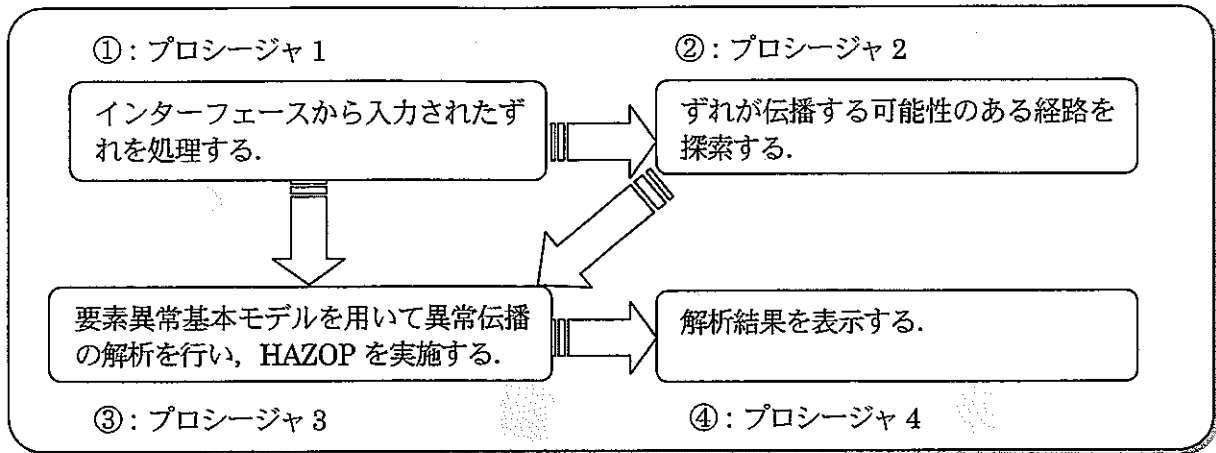 ①:プロシージャ 1
インターフェースから入力されたず
れを処理する.
②:プロシージャ 2
ずれが伝播する可能性のある経路を
探索する.
要素異常基本モデルを用いて異常伝播
の解析を行い, HAZOP を実施する.
③:プロシージャ 3
解析結果を表示する.
④:プロシージャ 4